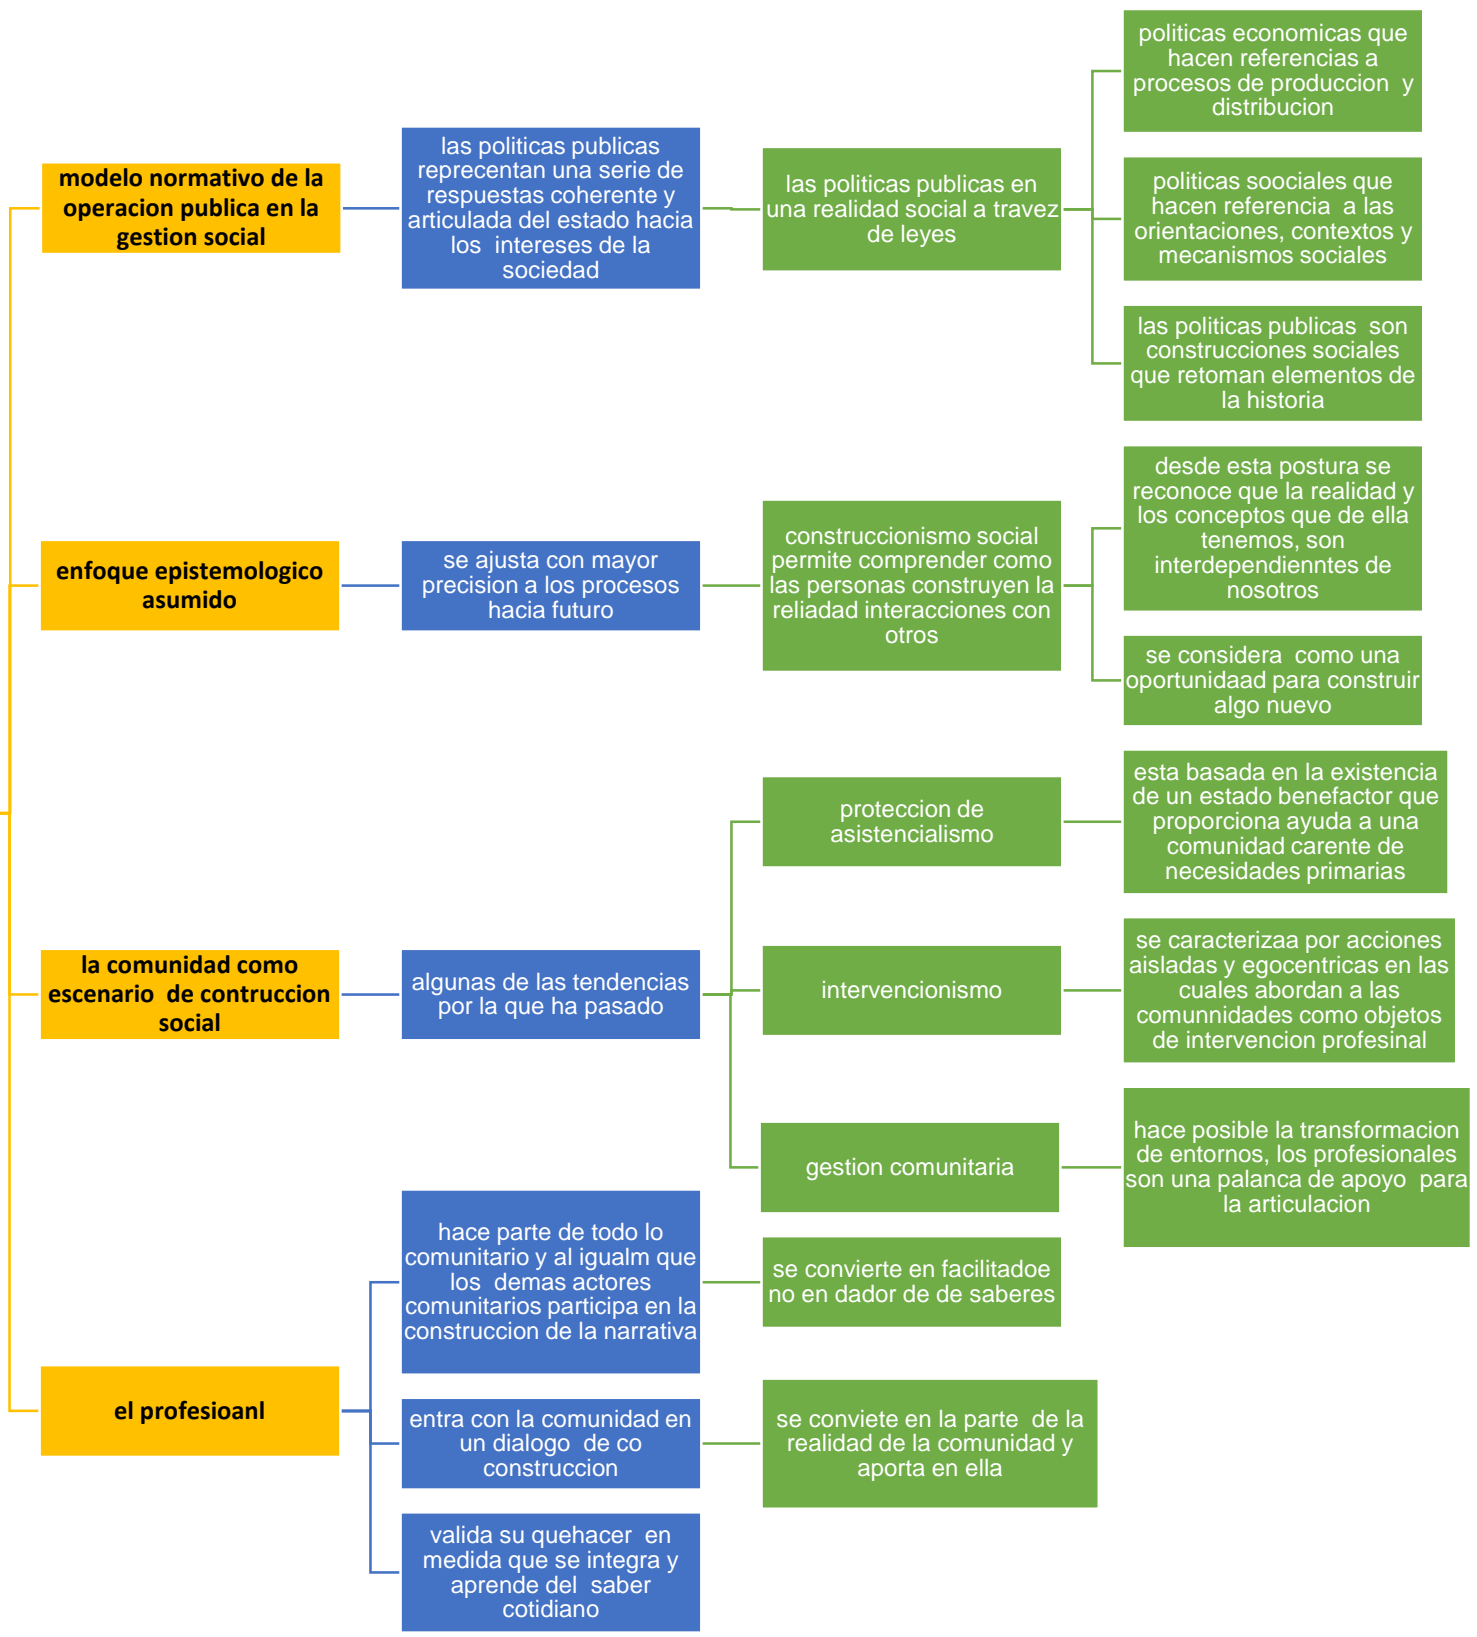 modelo normativo de la
operacion publica en la
gestion social
las politicas publicas
reprecentan una serie de
respuestas coherente y
articulada del estado hacia
los intereses de la
sociedad
las politicas publicas en
una realidad social a travez
de leyes
politicas economicas que
hacen referencias a
procesos de produccion y
distribucion
politicas soociales que
hacen referencia a las
orientaciones, contextos y
mecanismos sociales
las politicas publicas son
construcciones sociales
que retoman elementos de
la historia
enfoque epistemologico
asumido
se ajusta con mayor
precision a los procesos
hacia futuro
construccionismo social
permite comprender como
las personas construyen la
reliadad interacciones con
otros
desde esta postura se
reconoce que la realidad y
los conceptos que de ella
tenemos, son
interdependienntes de
nosotros
se considera como una
oportunidaad para construir
algo nuevo
la comunidad como
escenario de contruccion
social
algunas de las tendencias
por la que ha pasado
proteccion de
asistencialismo
esta basada en la existencia
de un estado benefactor que
proporciona ayuda a una
comunidad carente de
necesidades primarias
intervencionismo
se caracterizaa por acciones
aisladas y egocentricas en las
cuales abordan a las
comunnidades como objetos
de intervencion profesinal
gestion comunitaria
hace posible la transformacion
de entornos, los profesionales
son una palanca de apoyo para
la articulacion
el profesioanl
hace parte de todo lo
comunitario y al igualm que
los demas actores
comunitarios participa en la
construccion de la narrativa
se convierte en facilitadoe
no en dador de de saberes
entra con la comunidad en
un dialogo de co
construccion
se conviete en la parte de la
realidad de la comunidad y
aporta en ella
valida su quehacer en
medida que se integra y
aprende del saber
cotidiano